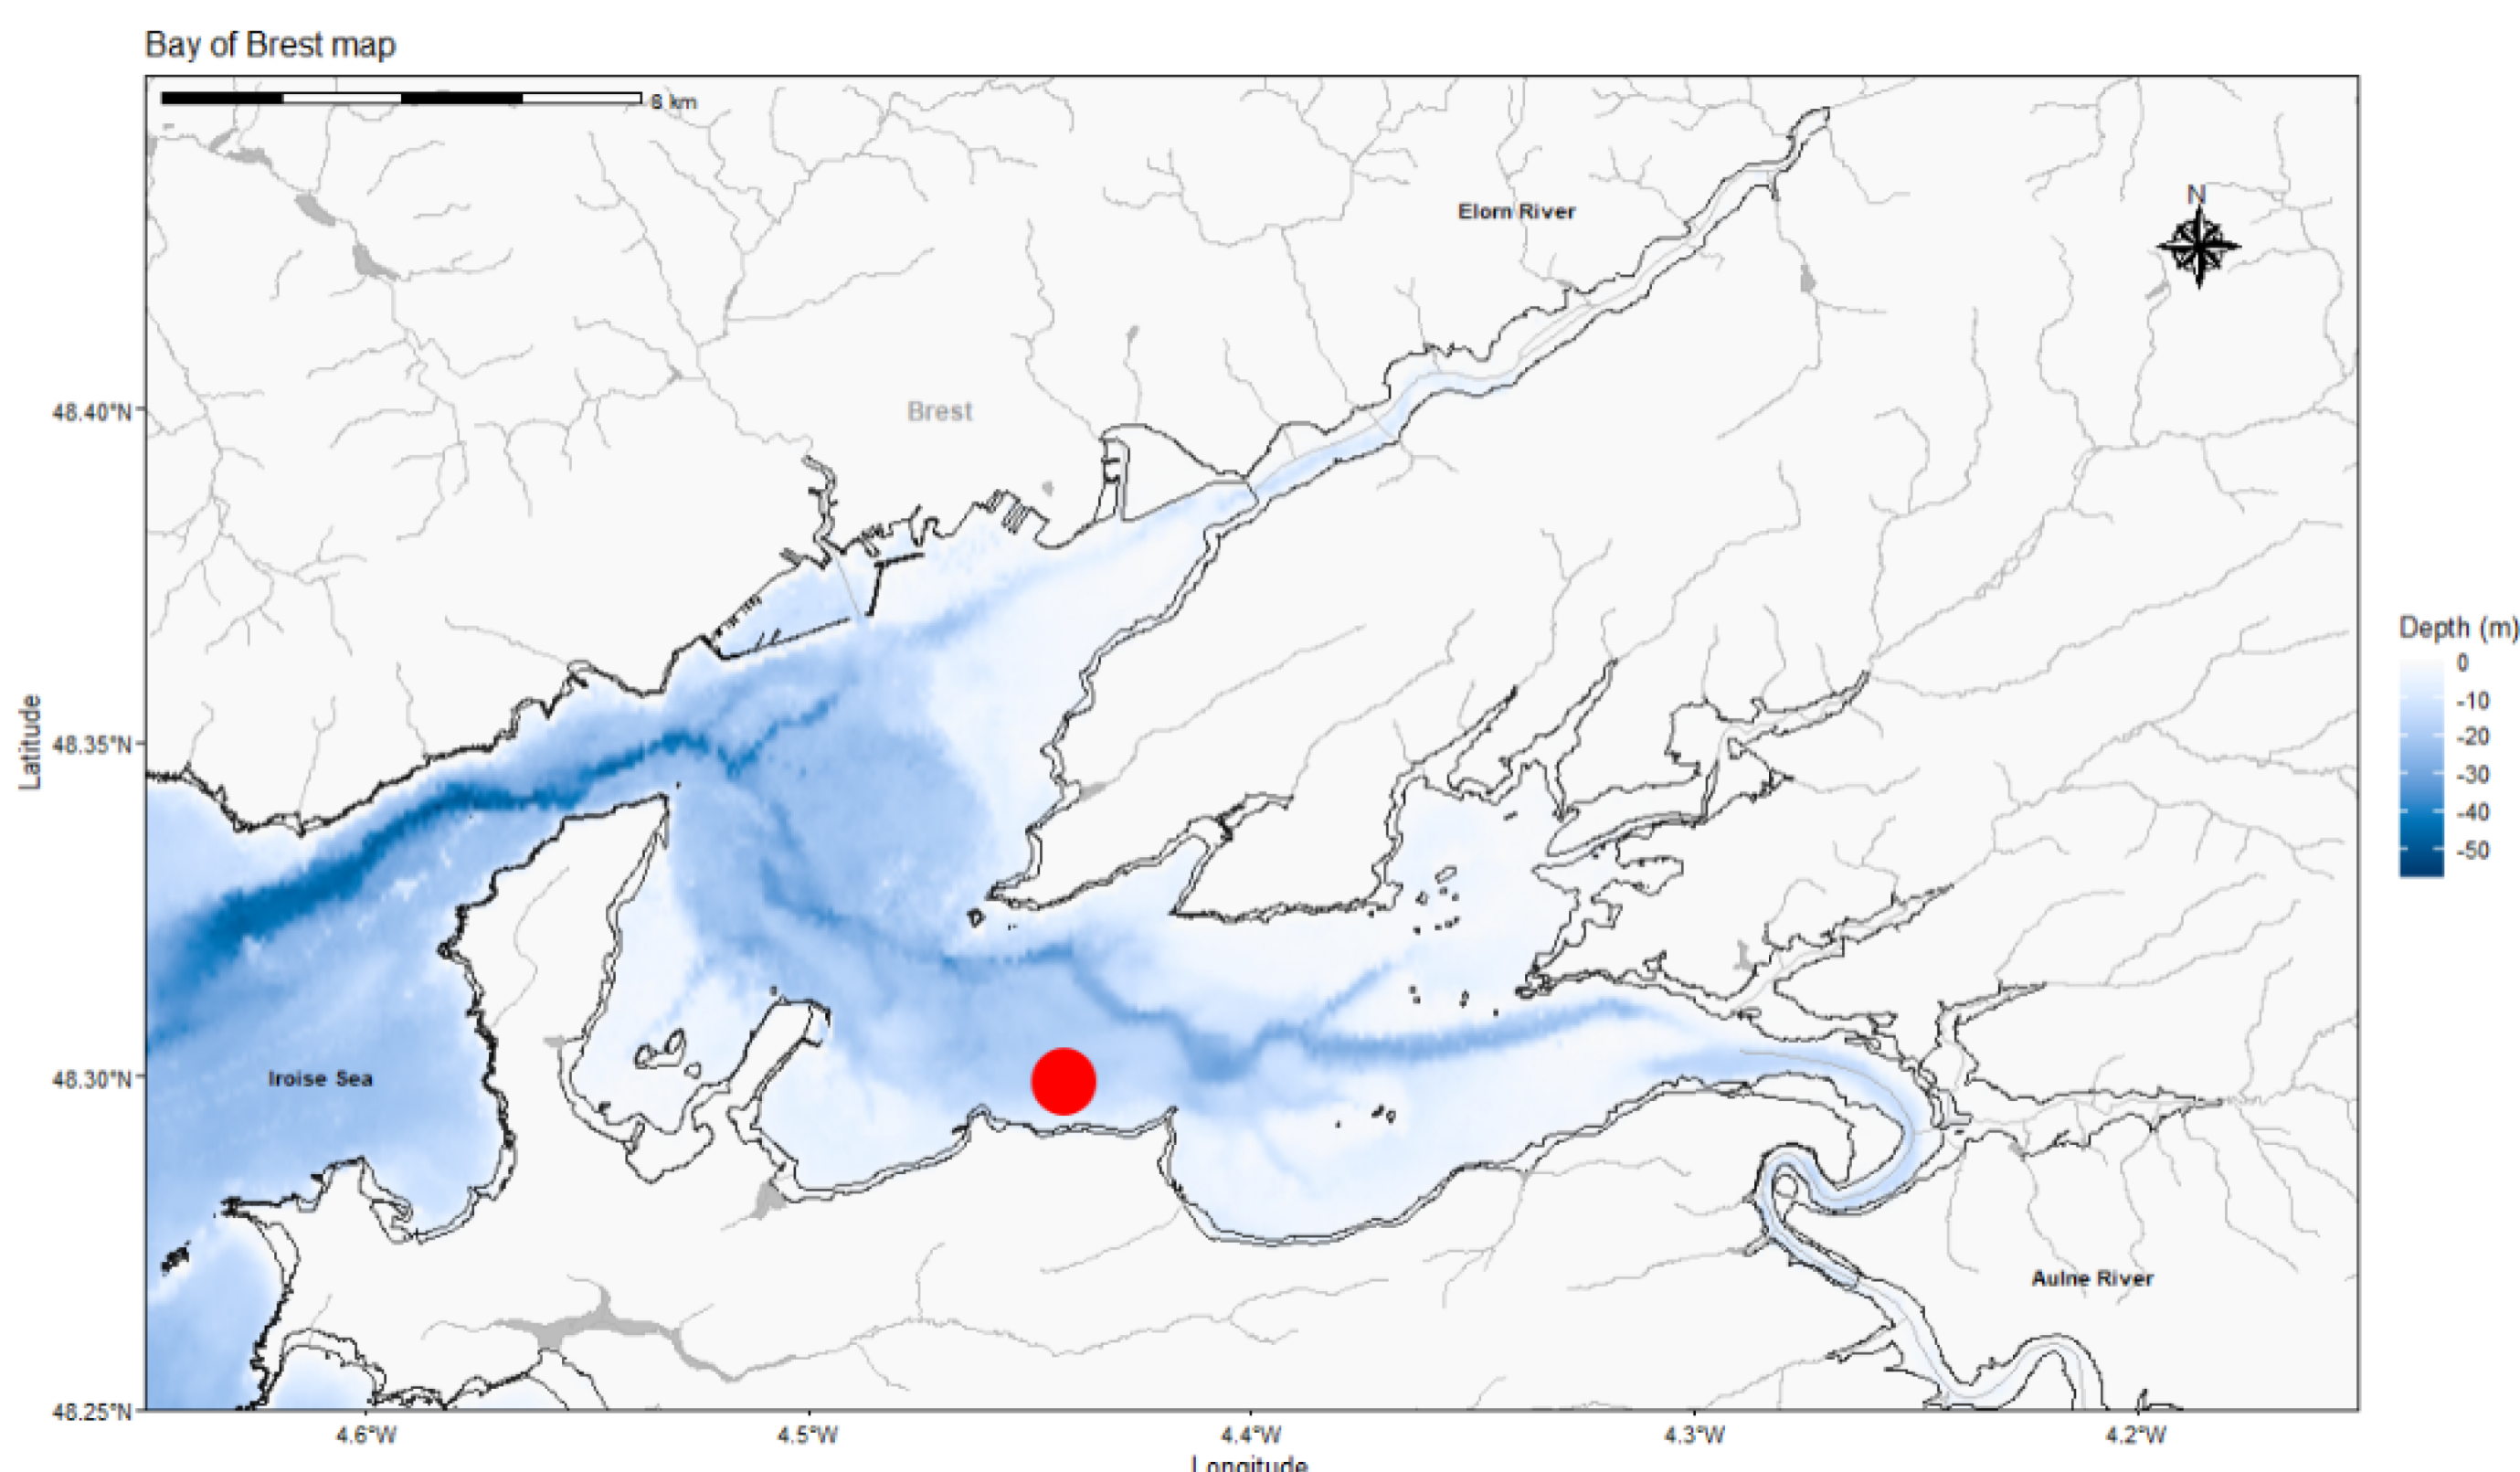 Bay of Brest map
8 km
N
Elorn River
Brest
48.40°N
48.35°N
48.30°N
48.25°N
Latitude
Iroise Sea
Aulne River
4.6°W
4.5°W
4.4°W
4.3°W
4.2°W
Longitude
Depth (m)
0
-10
-20
-30
-40
-50